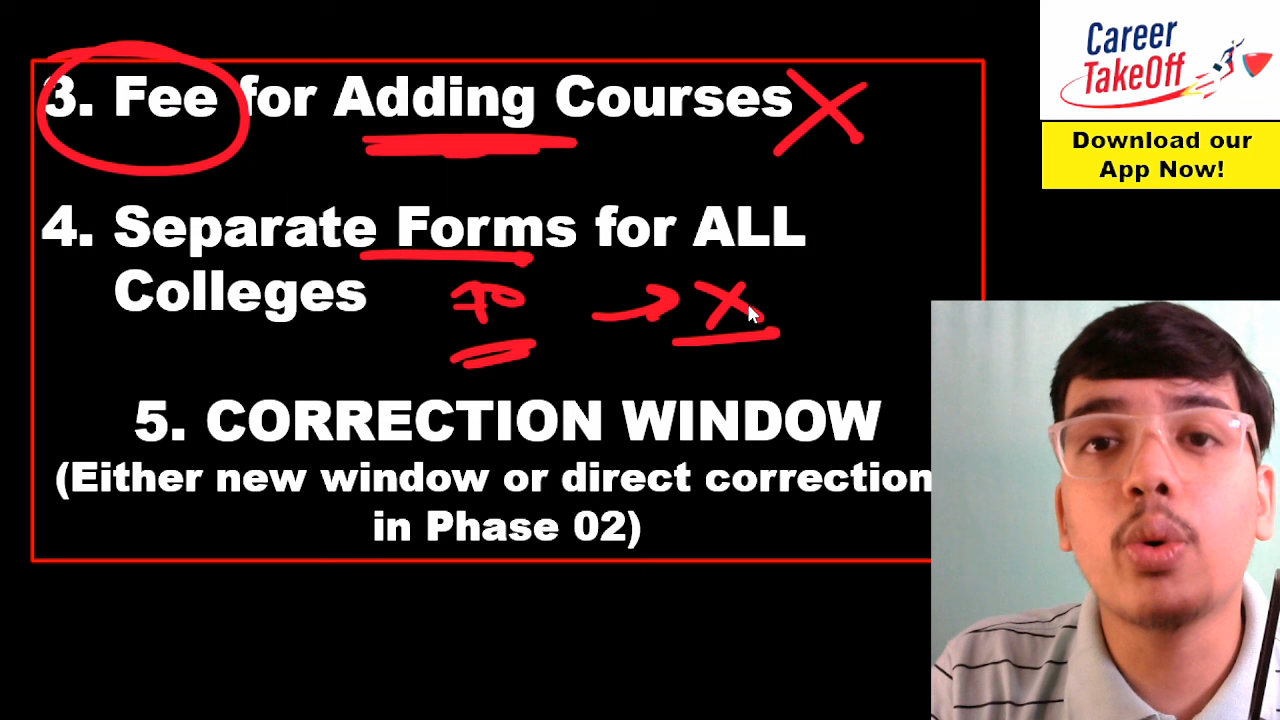 3. Fee for Adding Courses
4. Separate Forms for ALL
Colleges
70
5. CORRECTION WINDOW
(Either new window or direct correction
in Phase 02)
Career
TakeOff
Download our
App Now!